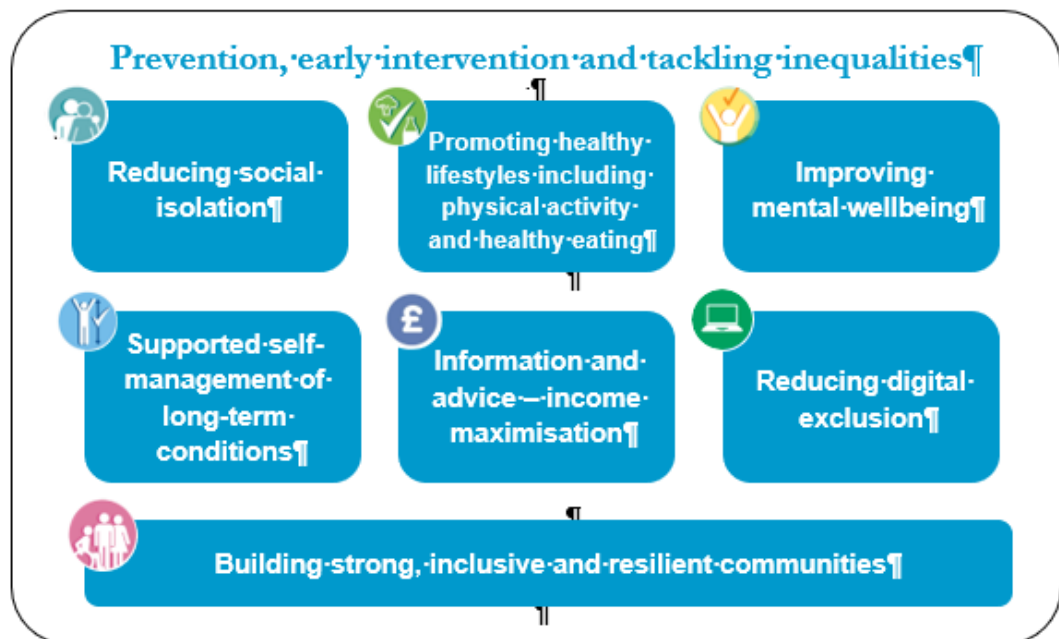 Prevention,·early·intervention·and·tackling·inequalities¶
·¶
Reducing·social·
isolation¶
Promoting·healthy·
lifestyles·including·
physical·activity·
and·healthy·eating¶
Improving·
mental·wellbeing¶
¶
Supported·self-
management·of·
long-term·
conditions¶
£
Information·and·
advice·–·income·
maximisation¶
Reducing·digital·
exclusion¶
¶
Building·strong,·inclusive·and·resilient·communities¶
¶